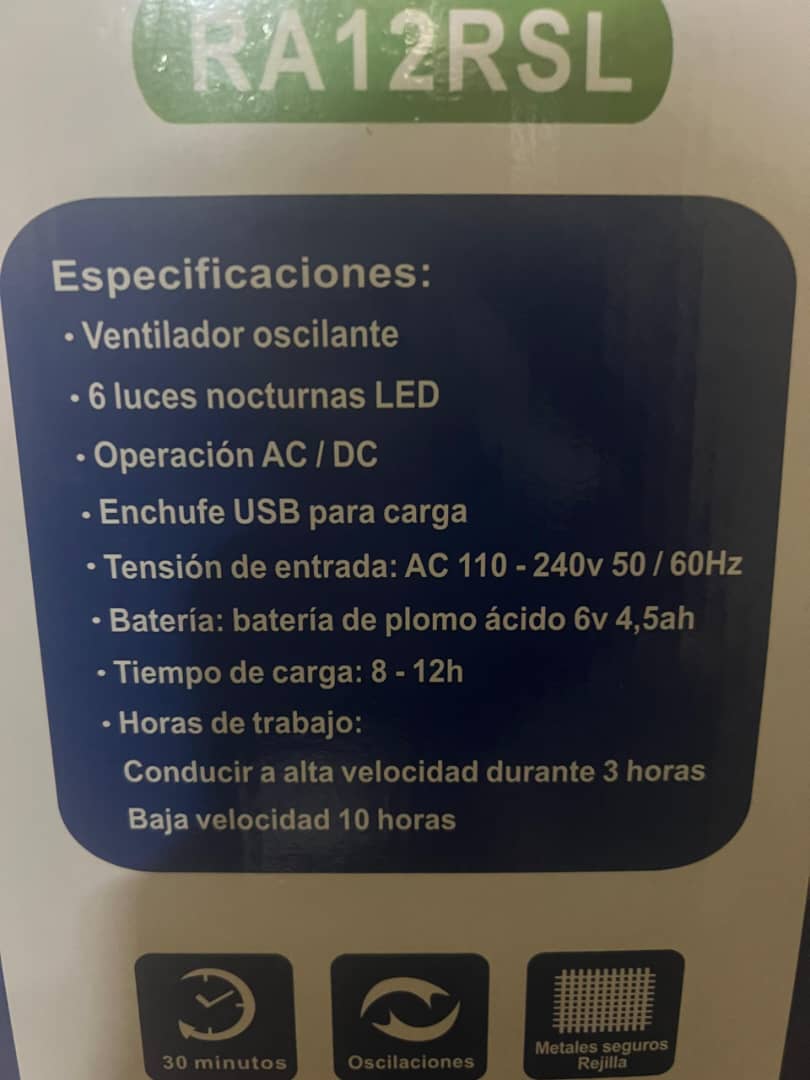 RA12RSL
Especificaciones:
• Ventilador oscilante
• 6 luces nocturnas LED
• Operación AC / DC
• Enchufe USB para carga
• Tensión de entrada: AC 110 - 240v 50 / 60Hz
• Batería: batería de plomo ácido 6v 4,5ah
• Tiempo de carga: 8 - 12h
• Horas de trabajo:
Conducir a alta velocidad durante 3 horas
Baja velocidad 10 horas
30 minutos
Oscilaciones
Metales seguros
Rejilla